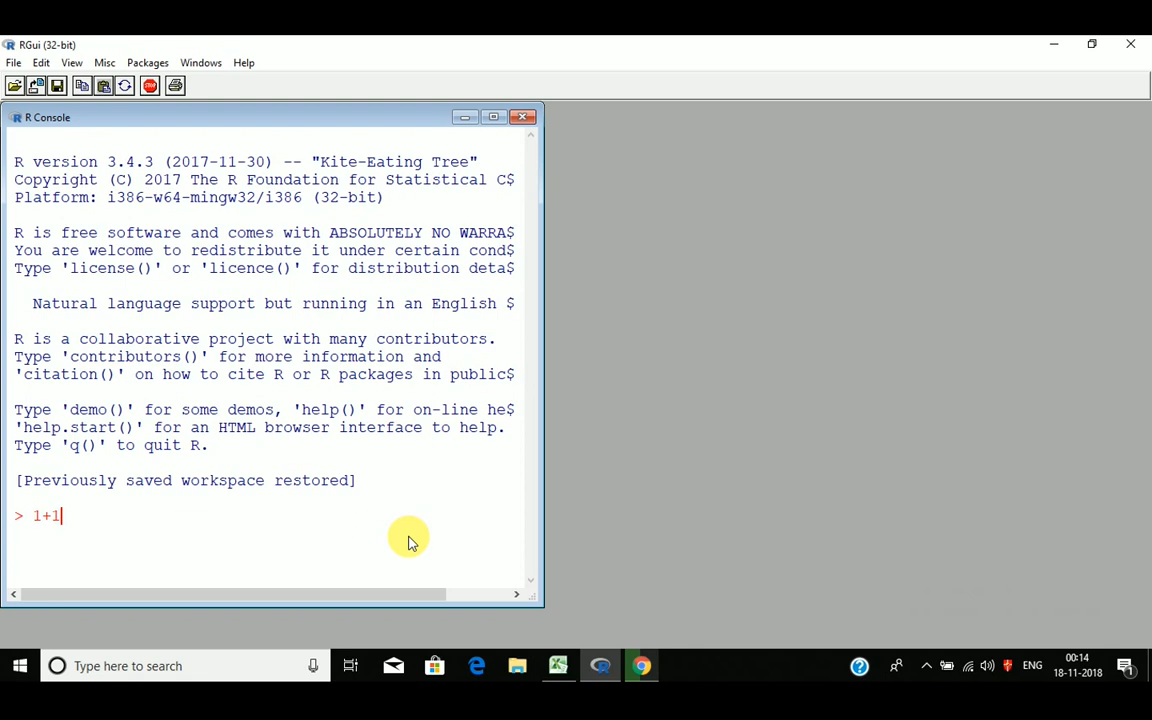 RGui (32-bit)
File Edit View Misc Packages Windows Help
STOP
R Console
R version 3.4.3 (2017-11-30) -- "Kite-Eating Tree"
Copyright (C) 2017 The R Foundation for Statistical C$
Platform: i386-w64-mingw32/i386 (32-bit)
R is free software and comes with ABSOLUTELY NO WARRA$
You are welcome to redistribute it under certain cond$
Type 'license()' or 'licence()' for distribution deta$
Natural language support but running in an English $
R is a collaborative project with many contributors.
Type 'contributors()' for more information and
'citation()' on how to cite R or R packages in public$
Type 'demo()' for some demos, 'help()' for on-line he$
'help.start()' for an HTML browser interface to help.
Type 'q()' to quit R.
[Previously saved workspace restored]
> 1+1
Type here to search
ENG
00:14
18-11-2018
1